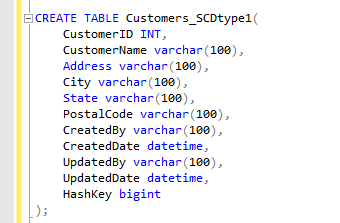 CREATE TABLE Customers_SCDtype1(
CustomerID INT,
CustomerName varchar(100),
Address varchar(100),
City varchar(100),
State varchar(100),
PostalCode varchar(100),
CreatedBy varchar(100),
CreatedDate datetime,
UpdatedBy varchar(100),
UpdatedDate datetime,
HashKey bigint
);